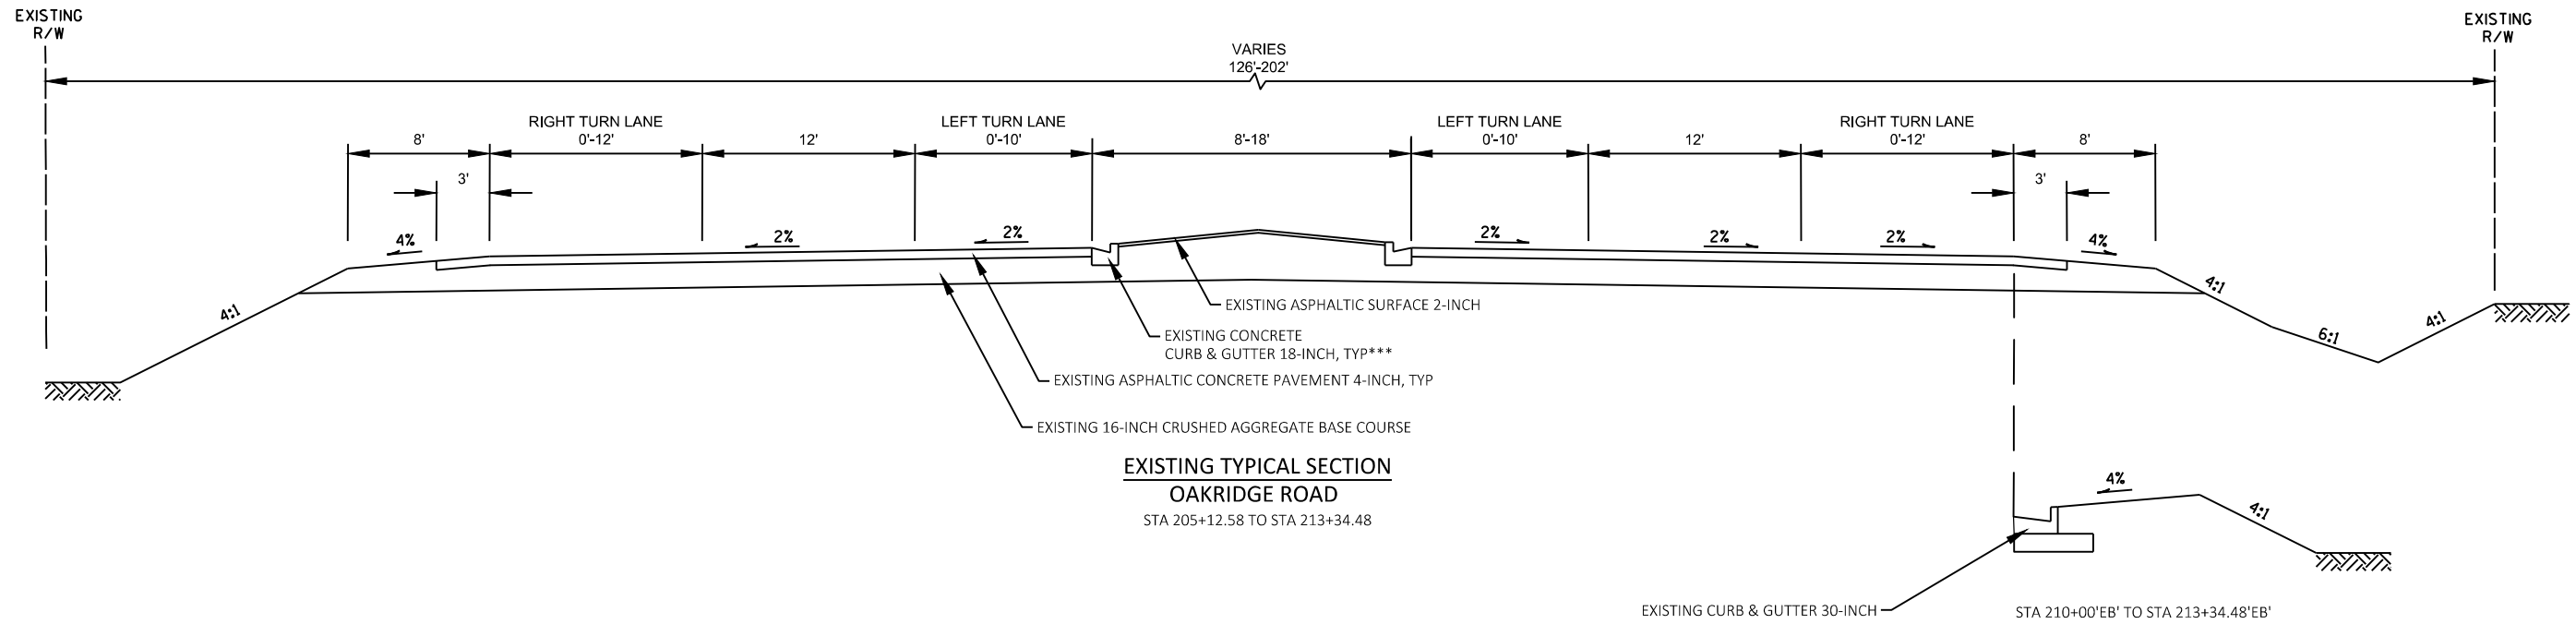 EXISTING
R/W
EXISTING
R/W
VARIES
126'-202'
RIGHT TURN LANE
LEFT TURN LANE
LEFT TURN LANE
RIGHT TURN LANE
8'
0'-12'
12'
0'-10'
8'-18'
0'-10'
12'
0'-12'
8'
3'
3'
4%
2%
2%
2%
2%
2%
4%
4:1
4:1
6:1
4:1
EXISTING ASPHALTIC SURFACE 2-INCH
EXISTING CONCRETE
CURB & GUTTER 18-INCH, TYP***
EXISTING ASPHALTIC CONCRETE PAVEMENT 4-INCH, TYP
EXISTING 16-INCH CRUSHED AGGREGATE BASE COURSE
EXISTING TYPICAL SECTION
OAKRIDGE ROAD
STA 205+12.58 TO STA 213+34.48
4%
4:1
EXISTING CURB & GUTTER 30-INCH
STA 210+00'EB' TO STA 213+34.48'EB'